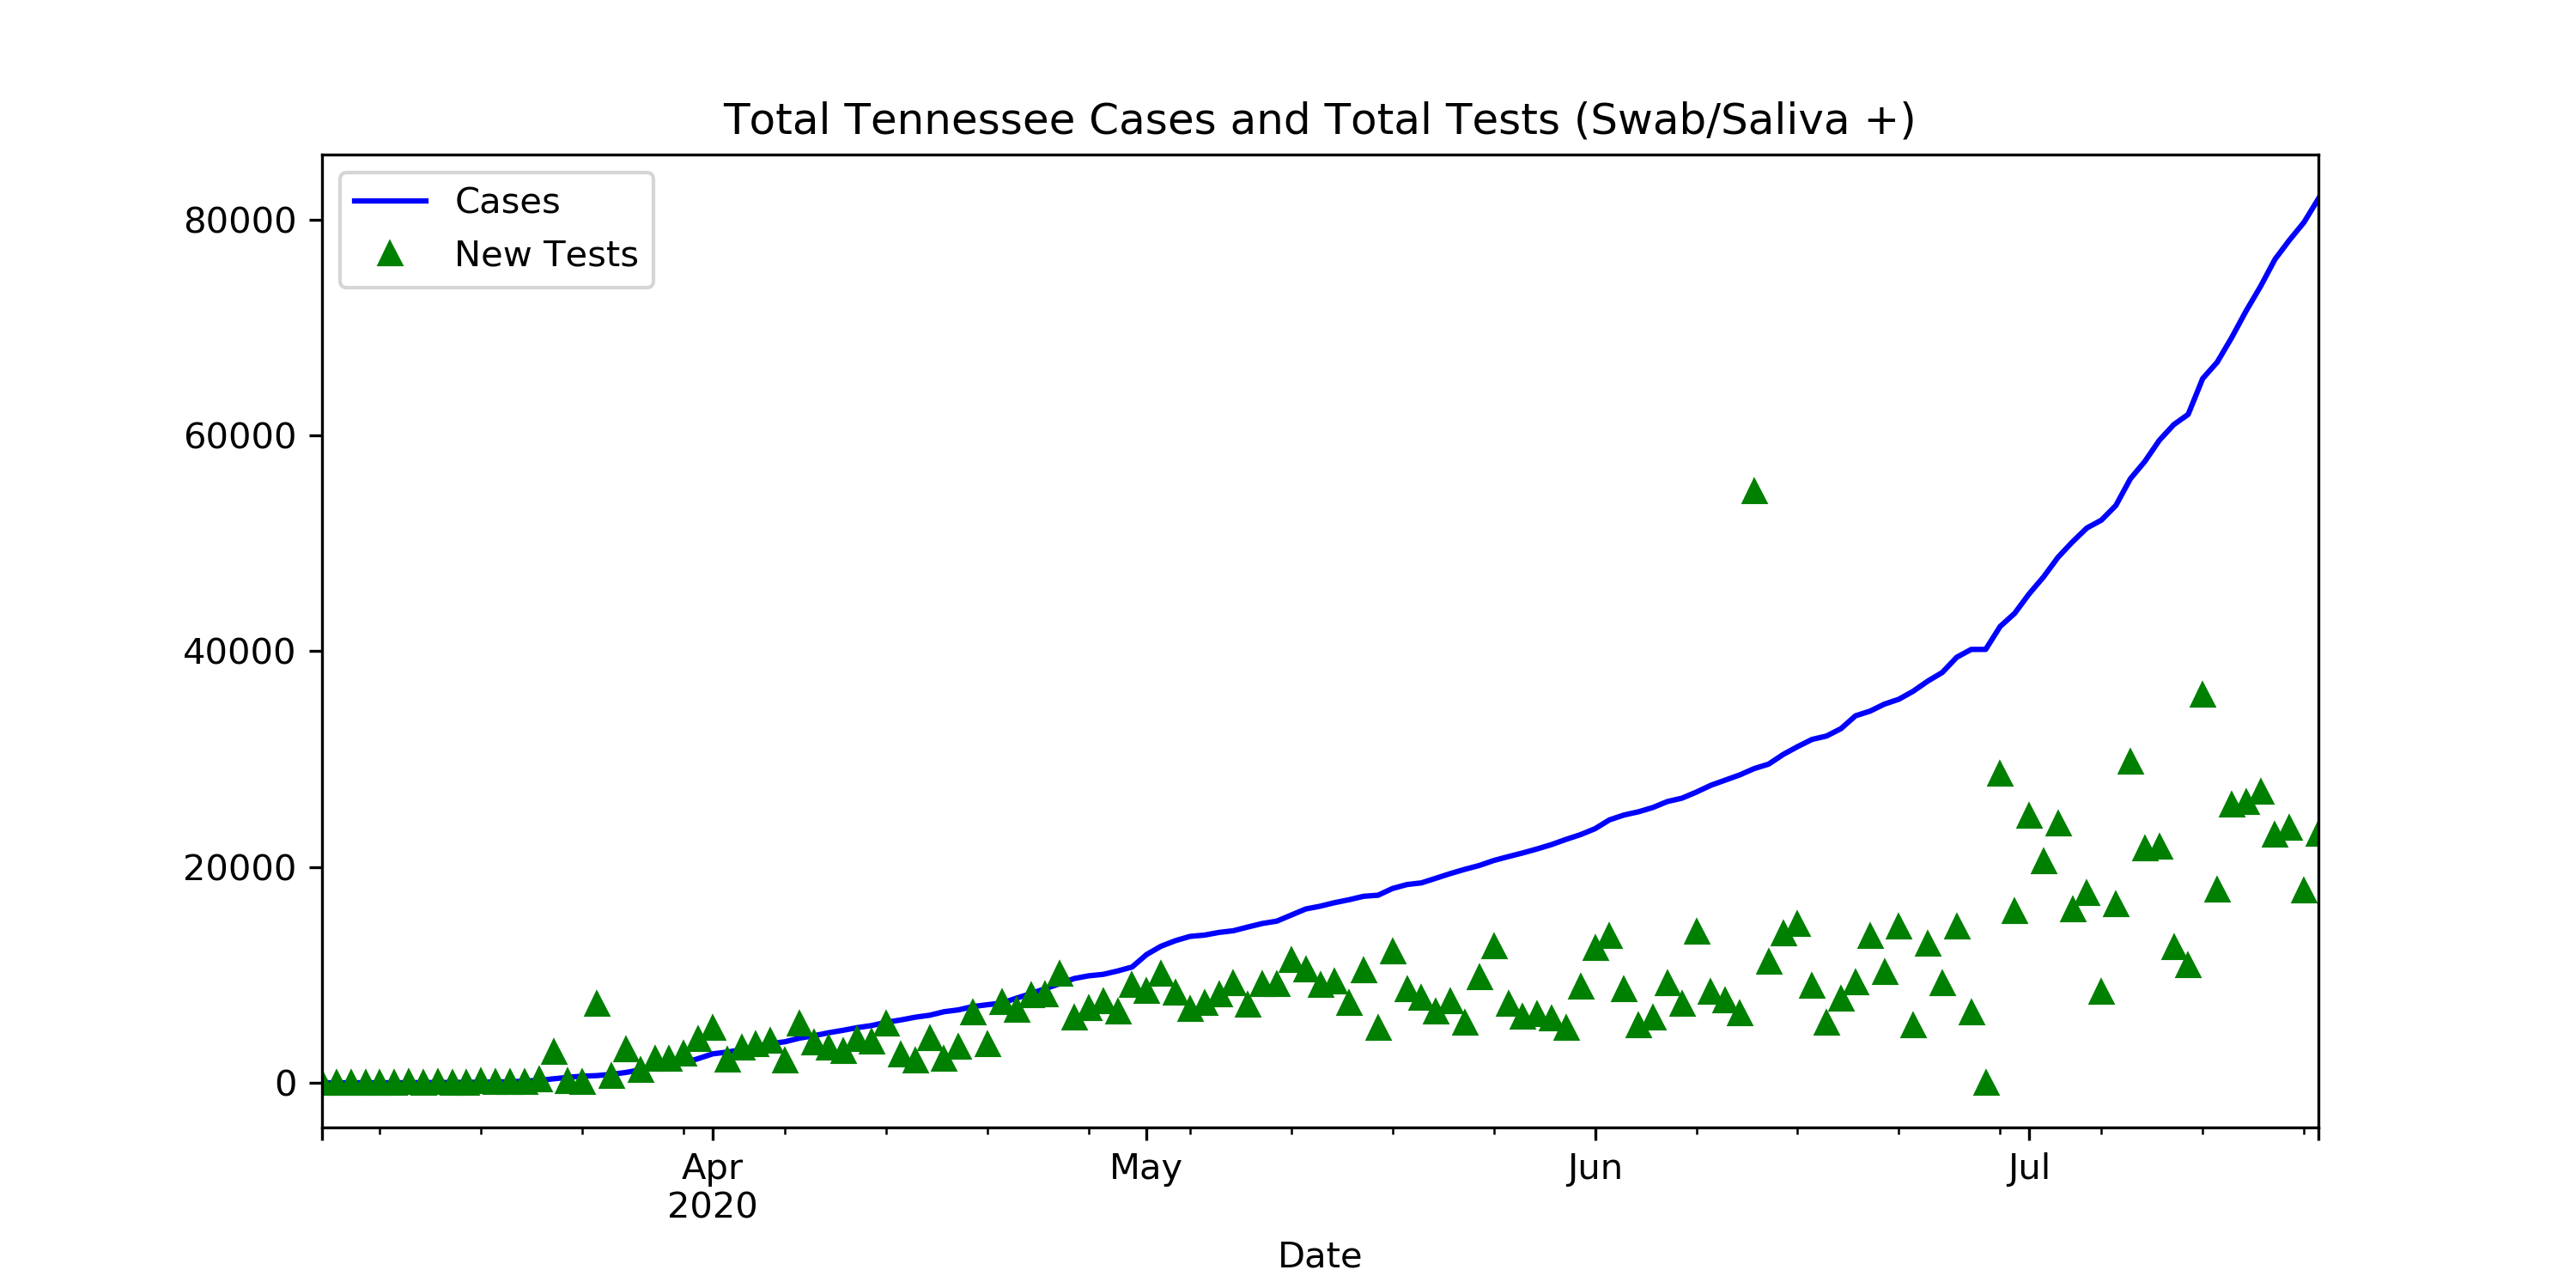 Total Tennessee Cases and Total Tests (Swab/Saliva +)
Cases
New Tests
80000
60000
40000
20000
0
Apr
2020
May
Jun
Jul
Date